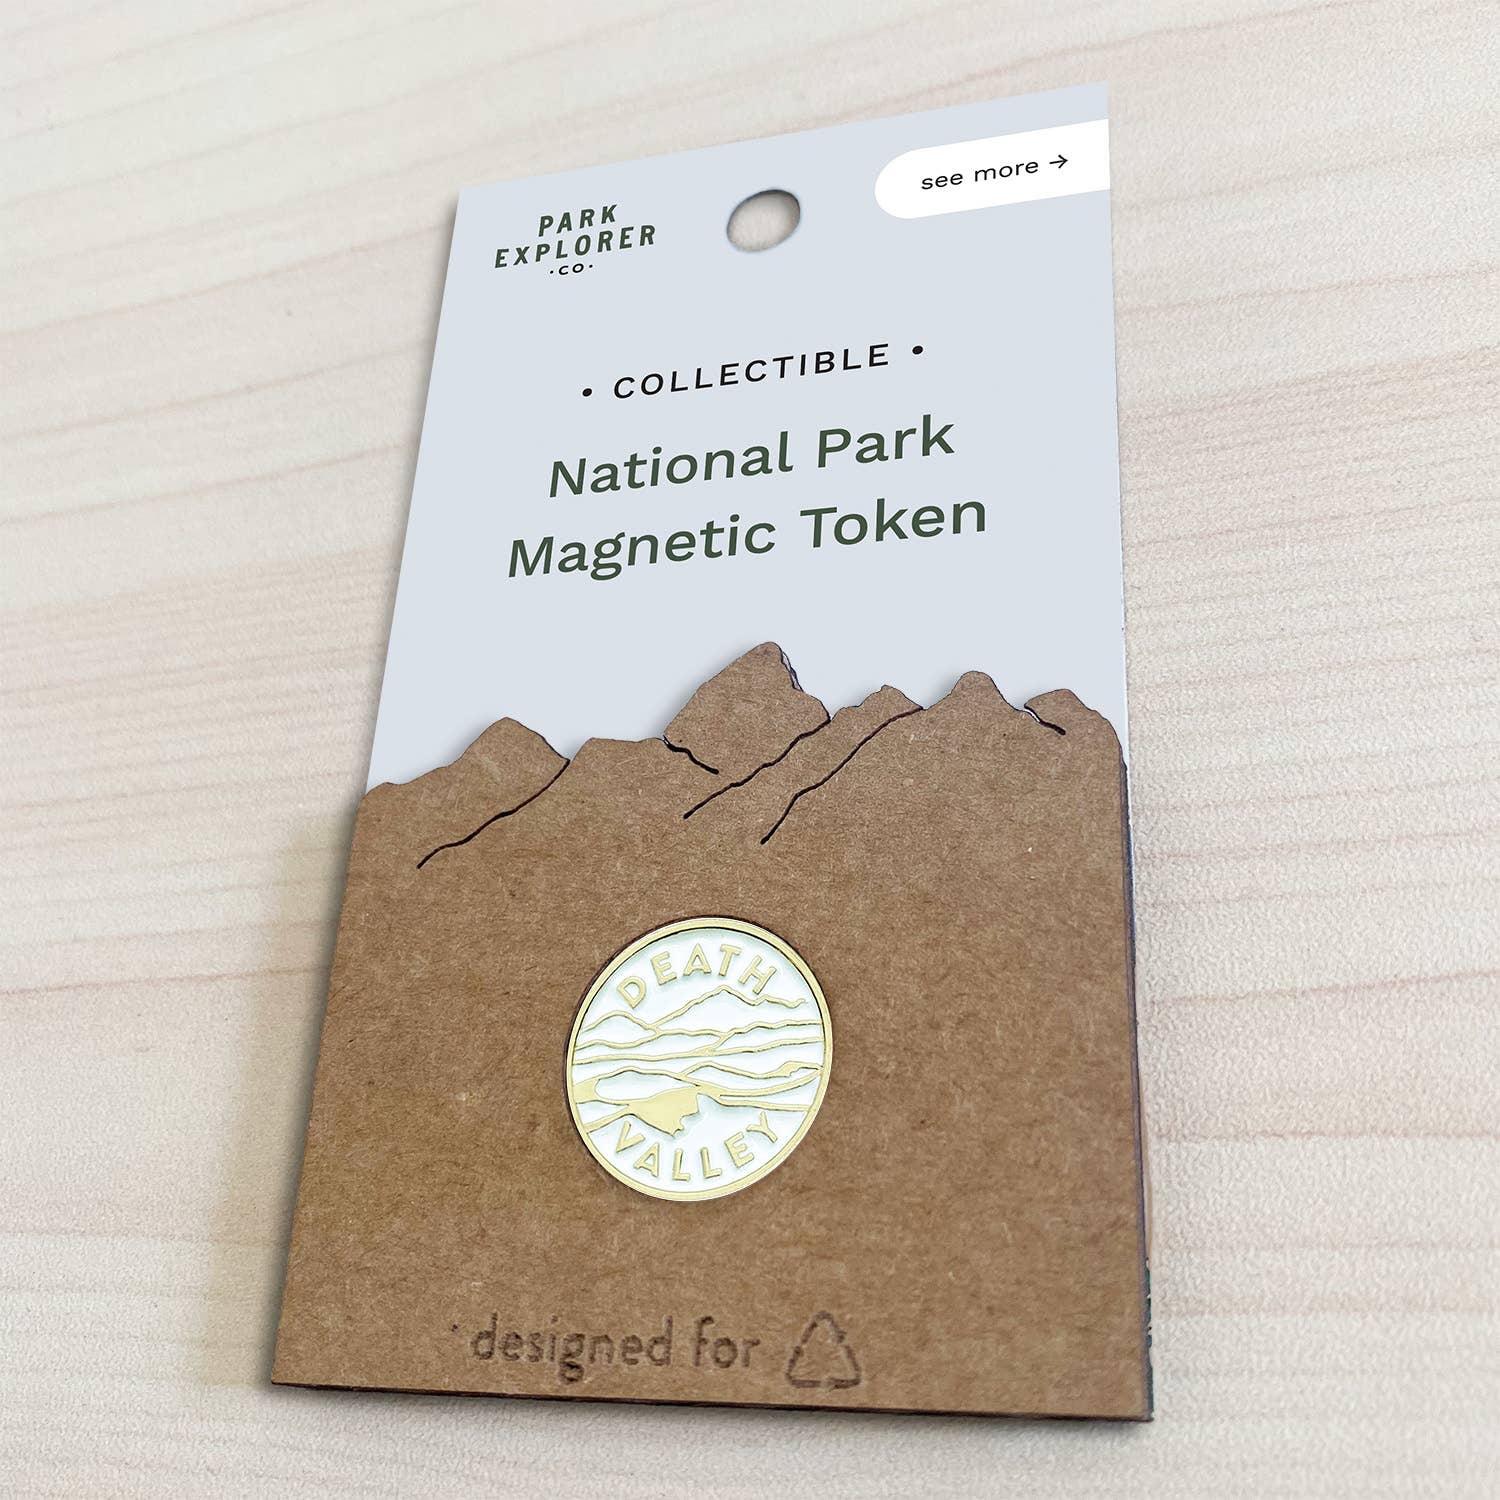 see more →
PARK
EXPLORER
·CO·
• COLLECTIBLE •
National Park
Magnetic Token
DEATH
VALLEY
designed for